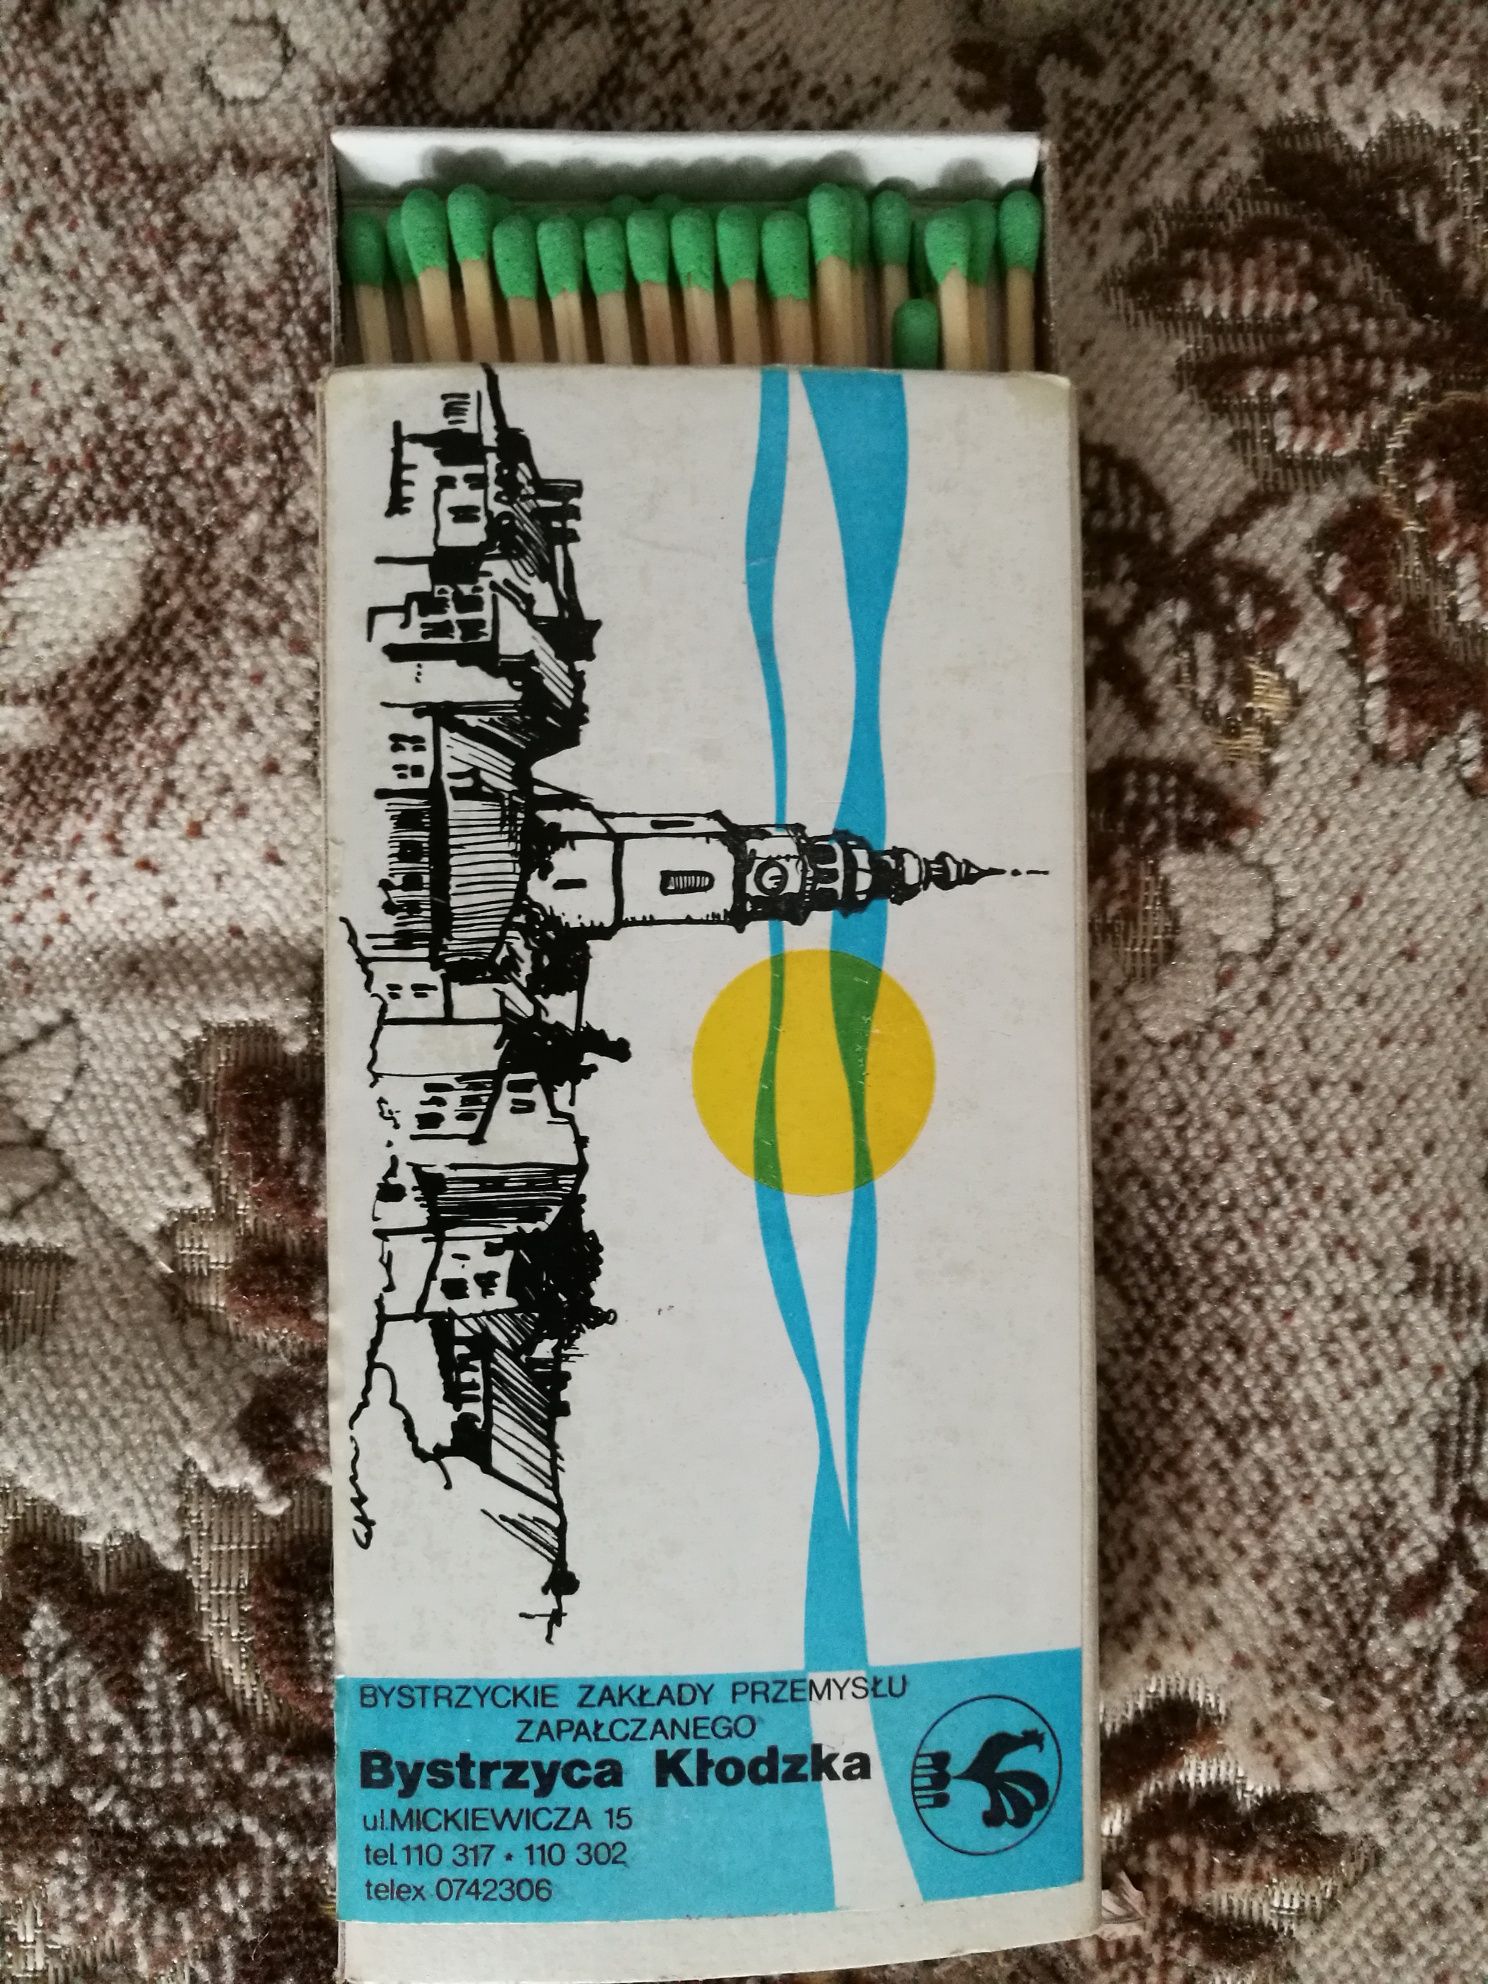 BYSTRZYCKIE ZAKŁADY PRZEMYSŁU
ZAPAŁCZANEGO
Bystrzyca Kłodzka
ul.MICKIEWICZA 15
tel.110 317 • 110 302
telex 0742306